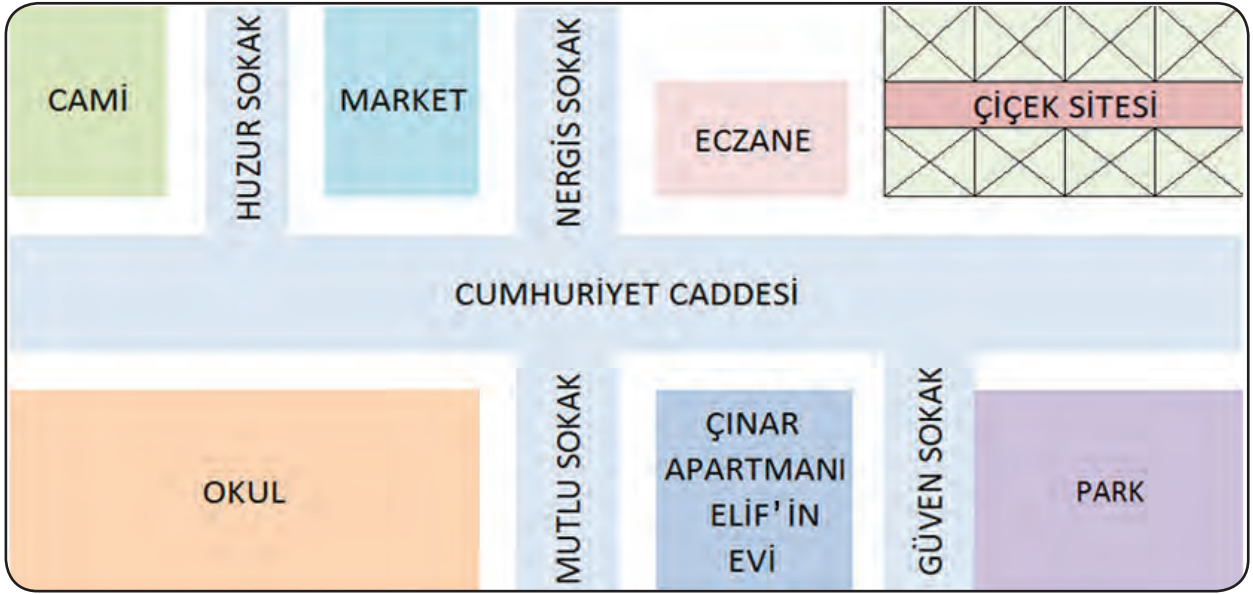 CAMİ
HUZUR SOKAK
MARKET
NERGİS SOKAK
ECZANE
ÇİÇEK SİTESİ
CUMHURİYET CADDESİ
OKUL
MUTLU SOKAK
ÇINAR
APARTMANI
ELİF'İN
EVİ
GÜVEN SOKAK
PARK